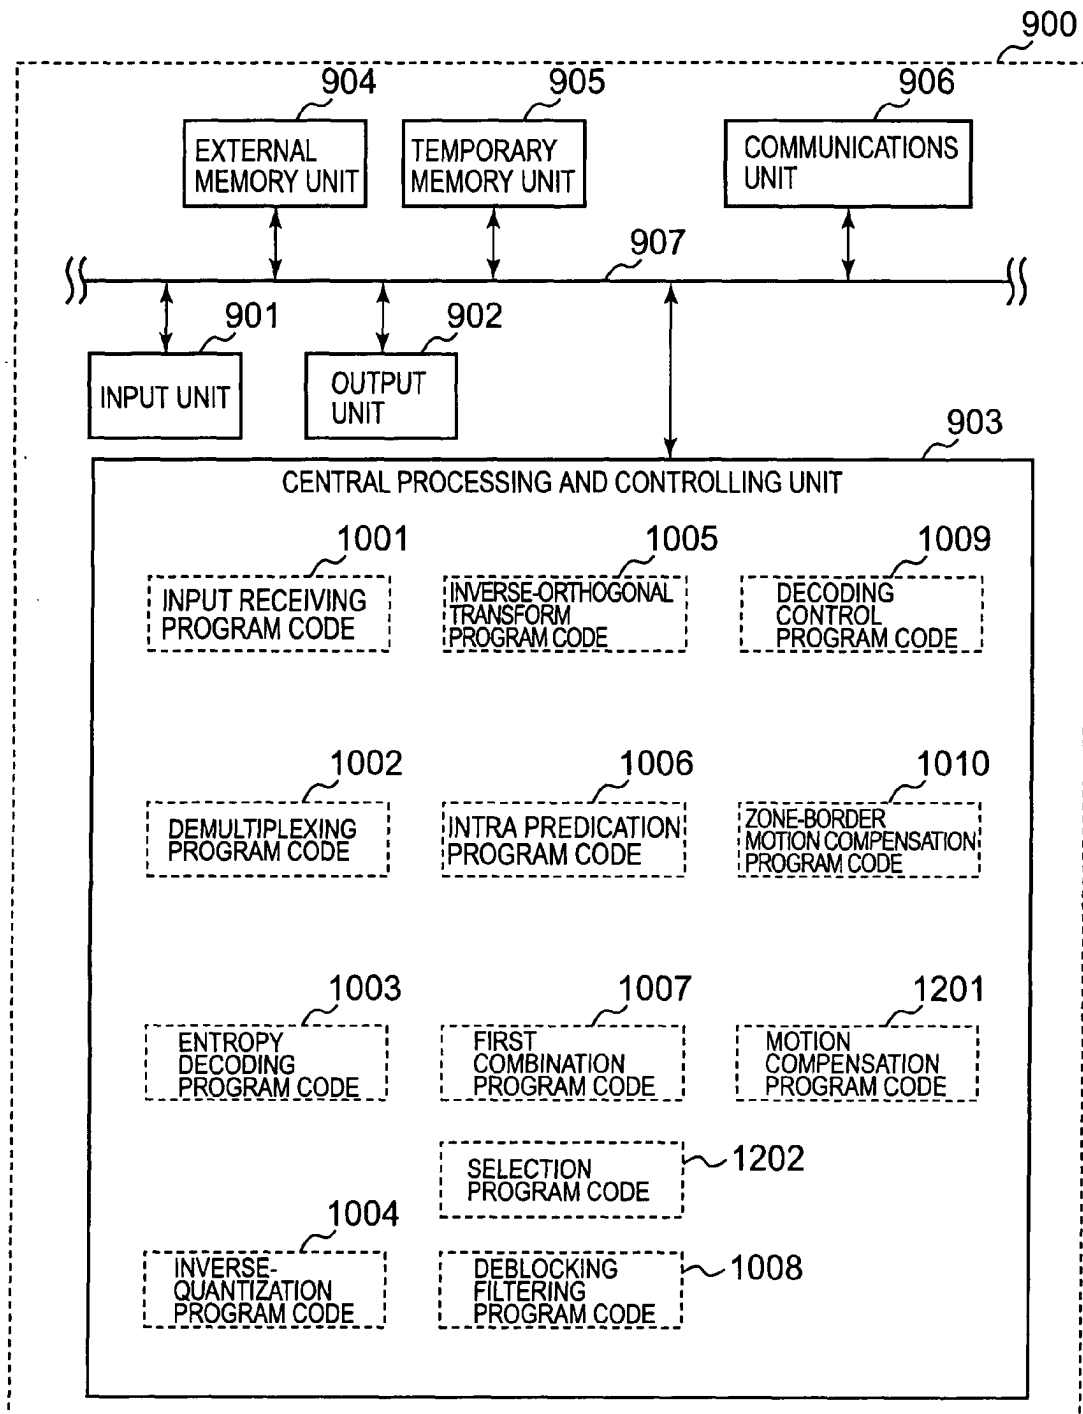 900
904
905
906
EXTERNAL
MEMORY UNIT
TEMPORARY
MEMORY UNIT
COMMUNICATIONS
UNIT
907
901
902
INPUT UNIT
OUTPUT
UNIT
903
CENTRAL PROCESSING AND CONTROLLING UNIT
1001
1005
1009
INPUT RECEIVING
PROGRAM CODE
INVERSE-ORTHOGONAL
TRANSFORM
PROGRAM CODE
DECODING
CONTROL
PROGRAM CODE
1002
1006
1010
DEMULTIPLEXING
PROGRAM CODE
INTRA PREDICATION
PROGRAM CODE
ZONE-BORDER
MOTION COMPENSATION
PROGRAM CODE
1003
1007
1201
ENTROPY
DECODING
PROGRAM CODE
FIRST
COMBINATION
PROGRAM CODE
MOTION
COMPENSATION
PROGRAM CODE
SELECTION
PROGRAM CODE
1202
1004
INVERSE-
QUANTIZATION
PROGRAM CODE
DEBLOCKING
FILTERING
PROGRAM CODE
1008